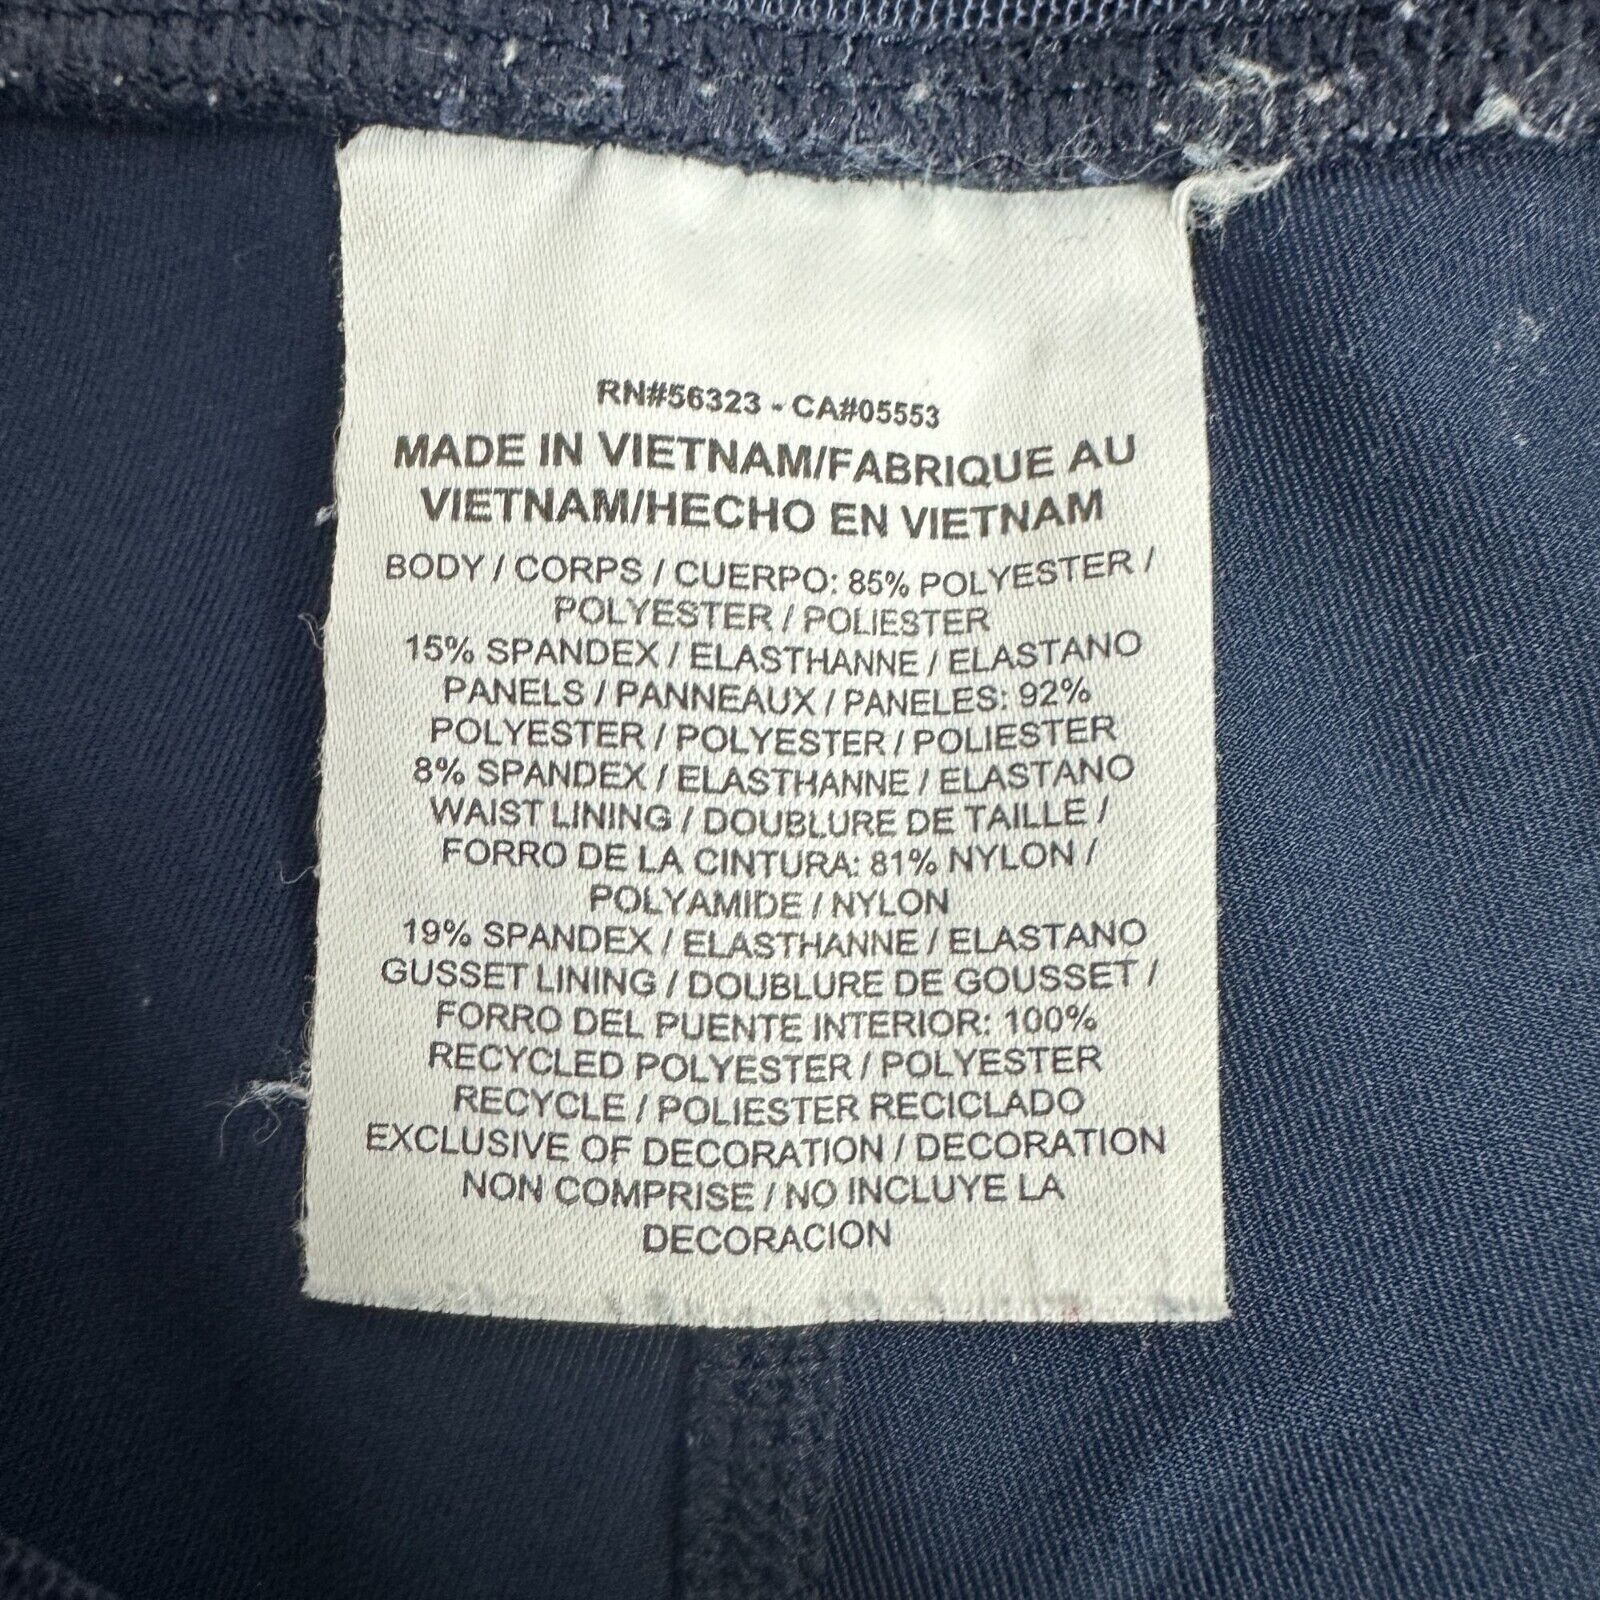 RN#56323 - CA#05553
MADE IN VIETNAM/FABRIQUE AU
VIETNAM/HECHO EN VIETNAM
BODY / CORPS / CUERPO: 85% POLYESTER /
POLYESTER / POLIESTER
15% SPANDEX / ELASTHANNE / ELASTANO
PANELS / PANNEAUX / PANELES: 92%
POLYESTER / POLYESTER / POLIESTER
8% SPANDEX / ELASTHANNE / ELASTANO
WAIST LINING / DOUBLURE DE TAILLE /
FORRO DE LA CINTURA: 81% NYLON /
POLYAMIDE / NYLON
19% SPANDEX / ELASTHANNE / ELASTANO
GUSSET LINING / DOUBLURE DE GOUSSET /
FORRO DEL PUENTE INTERIOR: 100%
RECYCLED POLYESTER / POLYESTER
RECYCLE / POLIESTER RECICLADO
EXCLUSIVE OF DECORATION / DECORATION
NON COMPRISE / NO INCLUYE LA
DECORACION